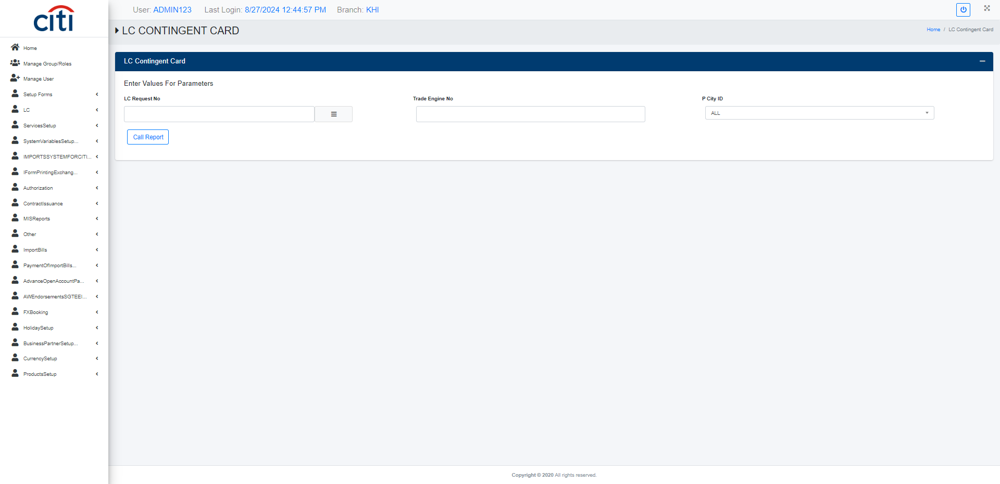 citi
User: ADMIN123 Last Login: 8/27/2024 12:44:57 PM Branch: KHI
LC CONTINGENT CARD
Home / LC Contingent Card
Home
Manage Group/Roles
Manage User
Setup Forms
LC
ServicesSetup
SystemVariablesSetup...
IMPORTSSYSTEMFORCITI...
IFormPrintingExchang...
Authorization
ContractIssuance
MISReports
Other
ImportBills
PaymentOfImportBills...
AdvanceOpenAccountPa...
AWEndorsementsSGTEEI...
FXBooking
HolidaySetup
BusinessPartnerSetup...
CurrencySetup
ProductsSetup
LC Contingent Card
Enter Values For Parameters
LC Request No
Trade Engine No
P City ID
ALL
Call Report
Copyright © 2020 All rights reserved.